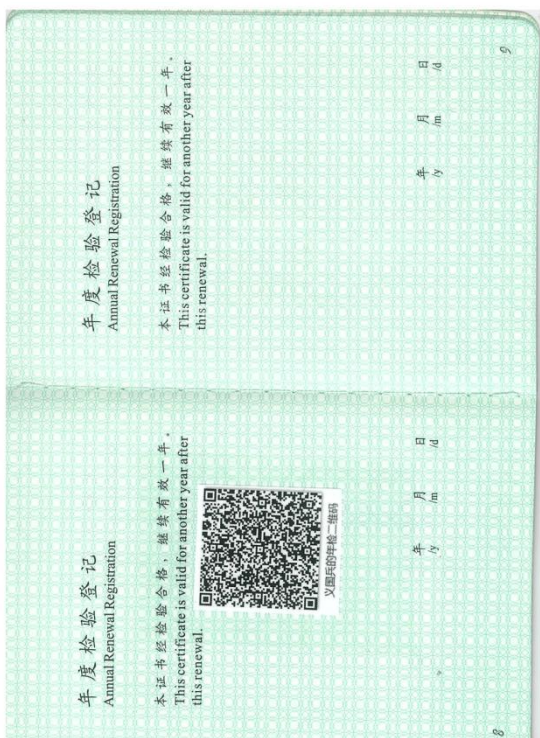 年度检验登记
Annual Renewal Registration
本证书经检验合格，继续有效一年。
This certificate is valid for another year after
this renewal.
义国兵的年检二维码
年 月 日
/y /m /d
8
年度检验登记
Annual Renewal Registration
本证书经检验合格，继续有效一年。
This certificate is valid for another year after
this renewal.
年 月 日
/y /m /d
9